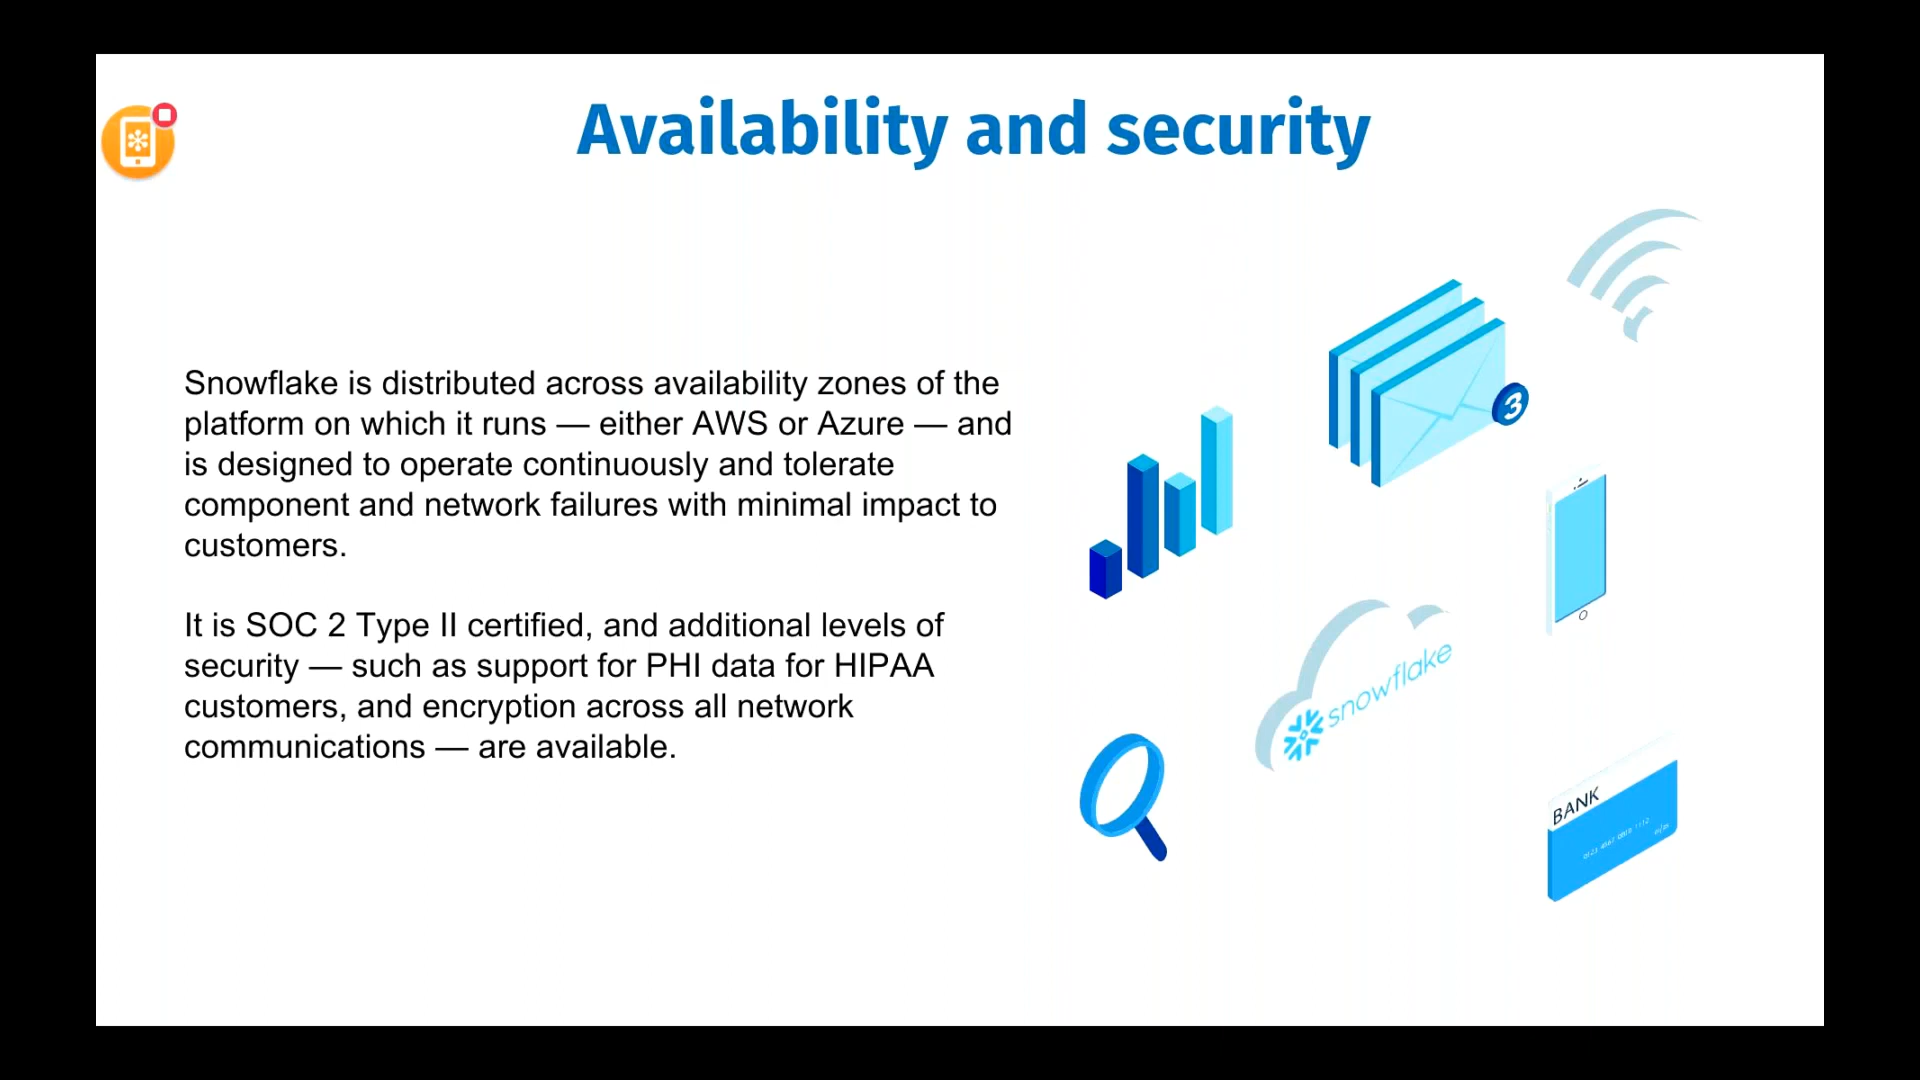 Availability and security
Snowflake is distributed across availability zones of the
platform on which it runs — either AWS or Azure — and
is designed to operate continuously and tolerate
component and network failures with minimal impact to
customers.
It is SOC 2 Type II certified, and additional levels of
security — such as support for PHI data for HIPAA
customers, and encryption across all network
communications — are available.
3
snowflake
BANK